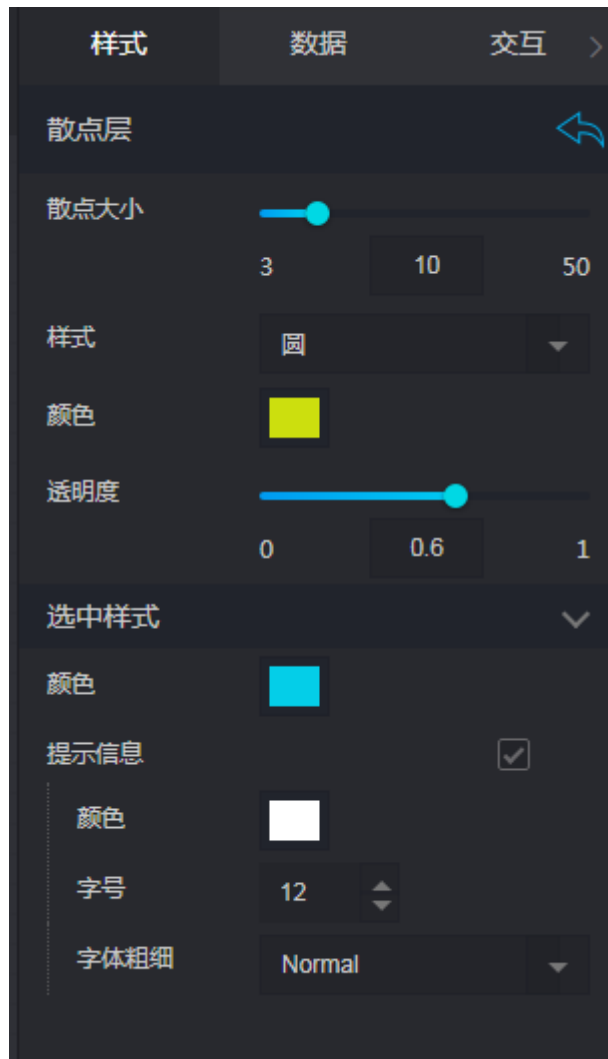 样式 数据 交互
散点层
散点大小
3 10 50
样式 圆
颜色
透明度
0 0.6 1
选中样式
颜色
提示信息
颜色
字号 12
字体粗细 Normal